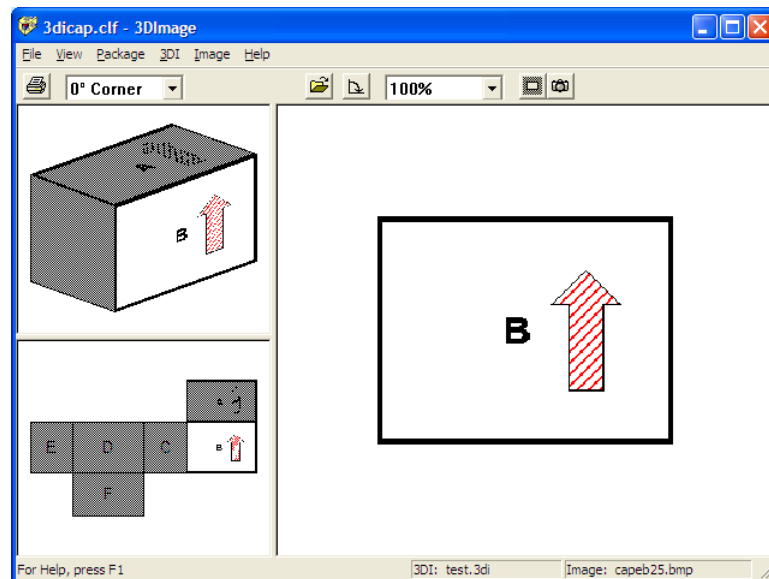 3dicap.clf - 3DImage
File View Package 3DI Image Help
0° Corner 100%
A
B
B
A
E D C B
F
For Help, press F1 3DI: test.3di Image: capeb25.bmp